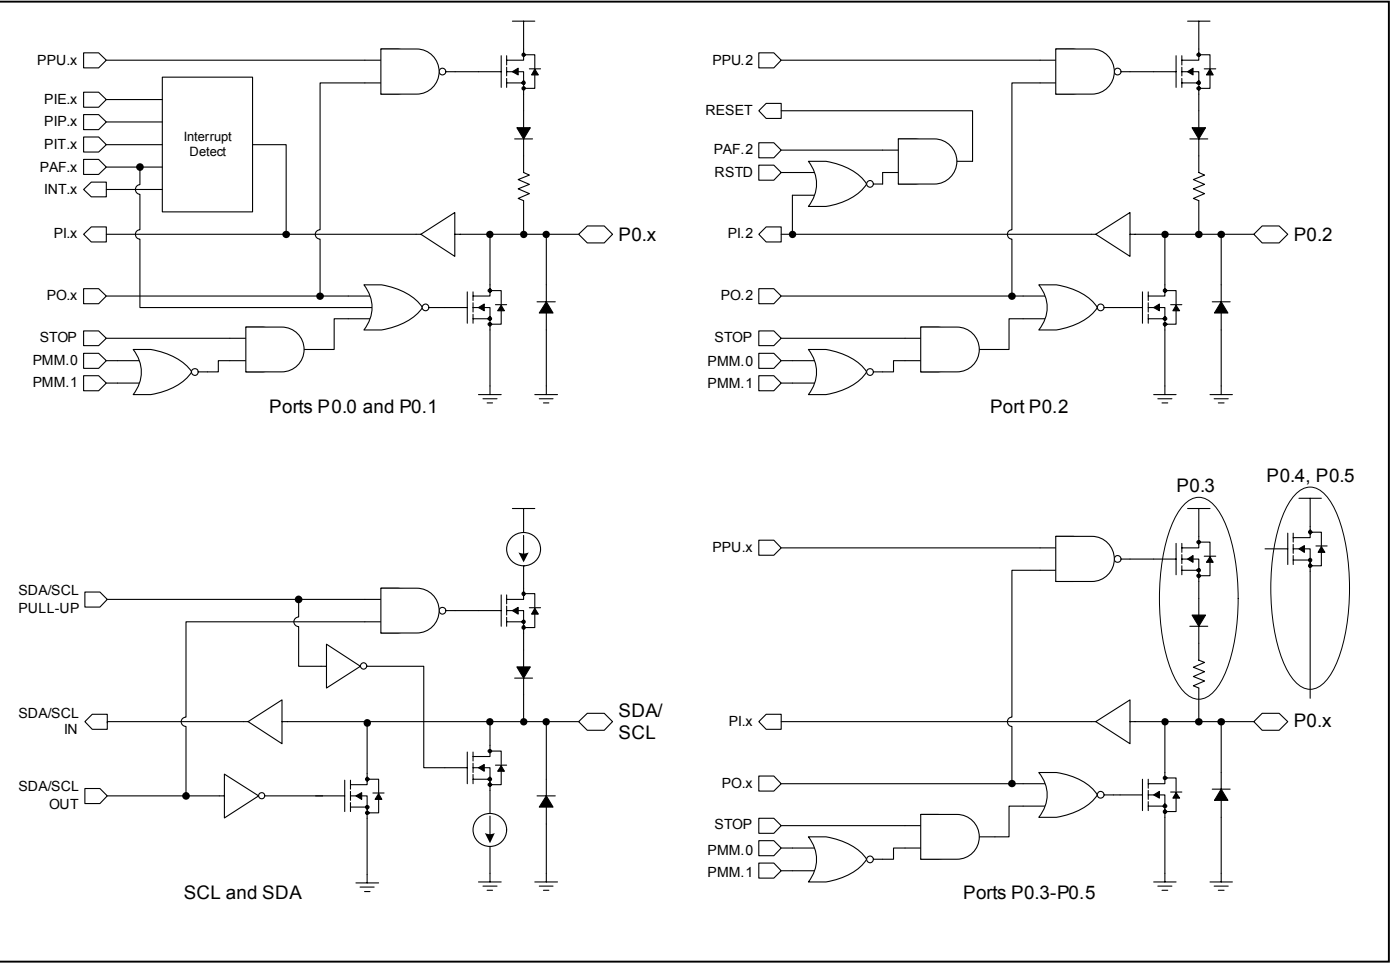 PPU.x
PIE.x
PIP.x
PIT.x
PAF.x
INT.x
Interrupt
Detect
PI.x
P0.x
PO.x
STOP
PMM.0
PMM.1
Ports P0.0 and P0.1
PPU.2
RESET
PAF.2
RSTD
PI.2
P0.2
PO.2
STOP
PMM.0
PMM.1
Port P0.2
SDA/SCL
PULL-UP
SDA/SCL
IN
SDA/
SCL
SDA/SCL
OUT
SCL and SDA
P0.3
P0.4, P0.5
PPU.x
PI.x
P0.x
PO.x
STOP
PMM.0
PMM.1
Ports P0.3-P0.5